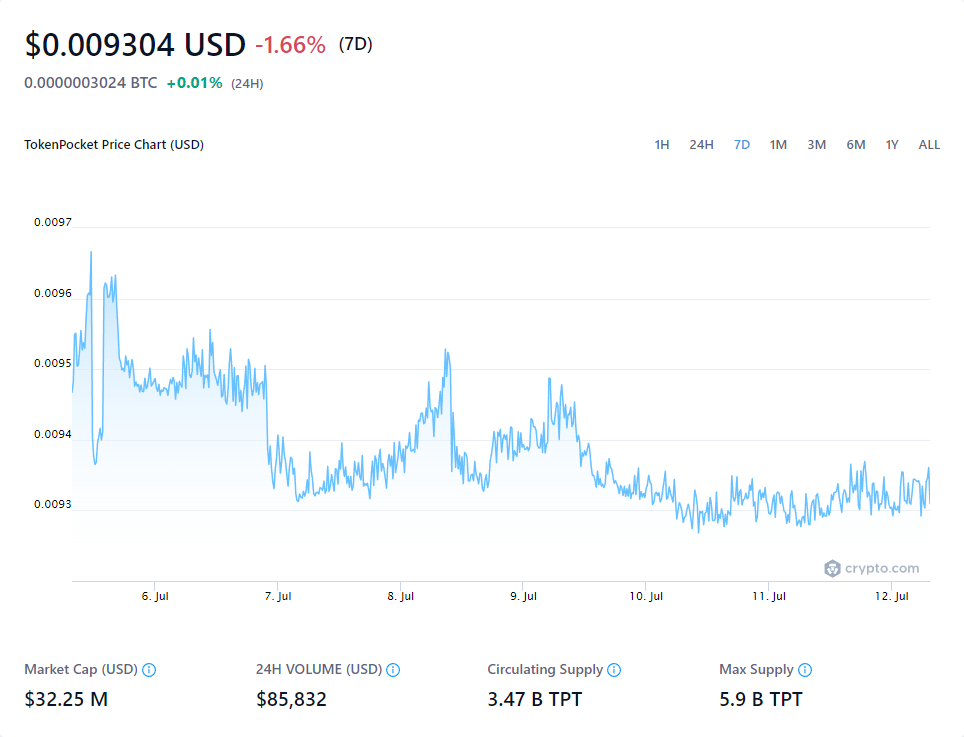 $0.009304 USD -1.66% (7D)
0.0000003024 BTC +0.01% (24H)
TokenPocket Price Chart (USD) 1H 24H 7D 1M 3M 6M 1Y ALL
0.0097
0.0096
0.0095
0.0094
0.0093
crypto.com
6. Jul 7. Jul 8. Jul 9. Jul 10. Jul 11. Jul 12. Jul
Market Cap (USD) 24H VOLUME (USD) Circulating Supply Max Supply
$32.25 M $85,832 3.47 B TPT 5.9 B TPT